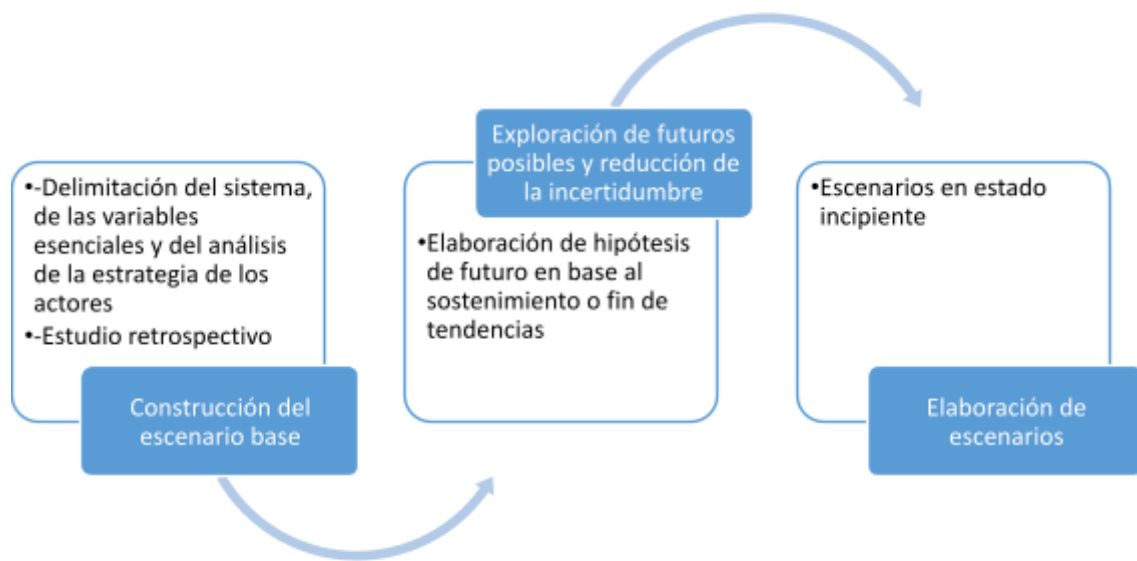 •-Delimitación del sistema,
de las variables
esenciales y del análisis
de la estrategia de los
actores
•-Estudio retrospectivo
Construcción del
escenario base
Exploración de futuros
posibles y reducción de
la incertidumbre
•Elaboración de hipótesis
de futuro en base al
sostenimiento o fin de
tendencias
•Escenarios en estado
incipiente
Elaboración de
escenarios